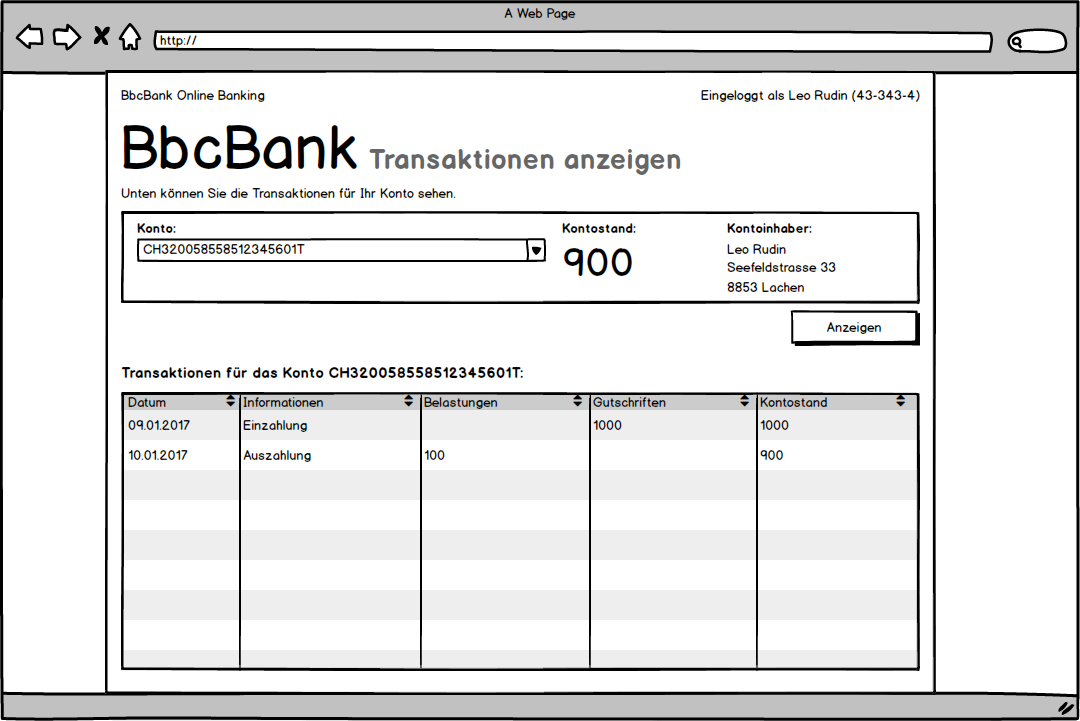 A Web Page
http://
BbcBank Online Banking Eingeloggt als Leo Rudin (43-343-4)
BbcBank Transaktionen anzeigen
Unten können Sie die Transaktionen für Ihr Konto sehen.
Konto: Kontostand: Kontoinhaber:
CH320058558512345601T 900 Leo Rudin
Seefeldstrasse 33
8853 Lachen
Anzeigen
Transaktionen für das Konto CH320058558512345601T:
Datum Informationen Belastungen Gutschriften Kontostand
09.01.2017 Einzahlung 1000 1000
10.01.2017 Auszahlung 100 900